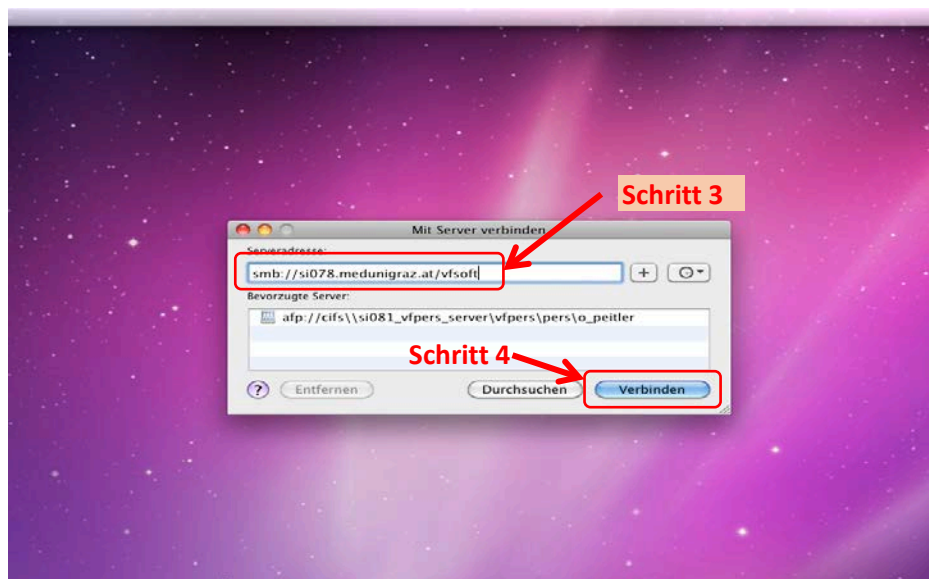 Schritt 3
Mit Server verbinden
Serveradresse:
smb://si078.medunigraz.at/vfsoft
+
Bevorzugte Server:
afp://cifs\\si081_vfpers_server\vfpers\pers\o_peitler
Schritt 4
? Entfernen Durchsuchen Verbinden